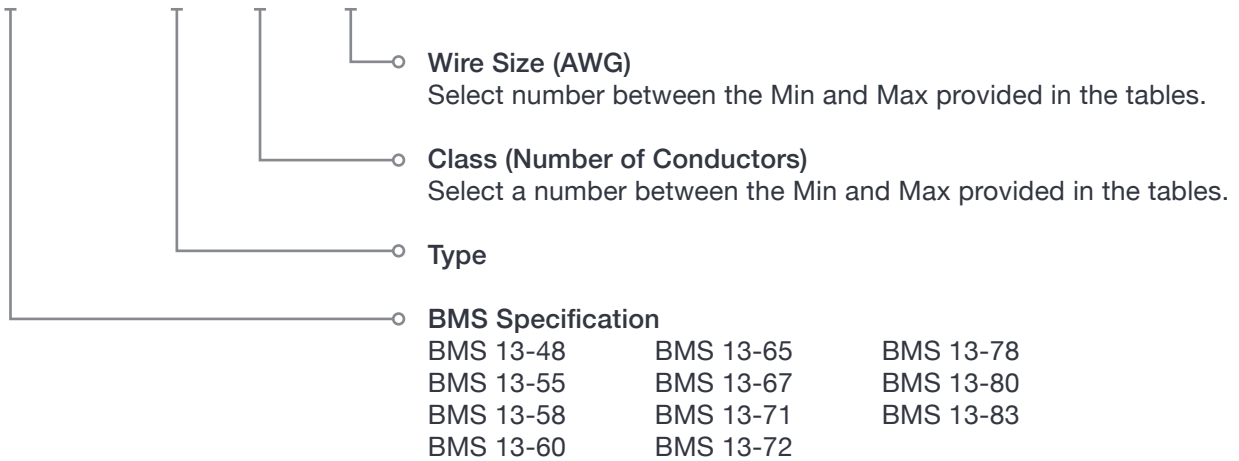 Wire Size (AWG)
Select number between the Min and Max provided in the tables.
Class (Number of Conductors)
Select a number between the Min and Max provided in the tables.
Type
BMS Specification
BMS 13-48 BMS 13-65 BMS 13-78
BMS 13-55 BMS 13-67 BMS 13-80
BMS 13-58 BMS 13-71 BMS 13-83
BMS 13-60 BMS 13-72